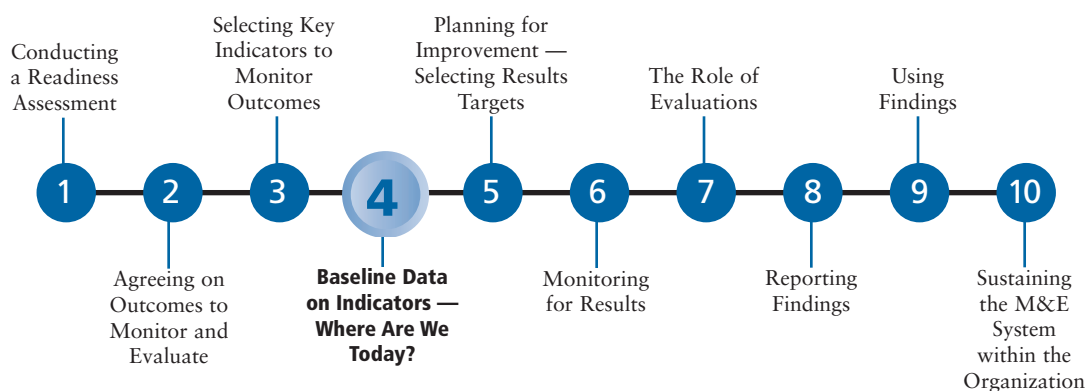 Conducting
a Readiness
Assessment
Selecting Key
Indicators to
Monitor
Outcomes
Planning for
Improvement —
Selecting Results
Targets
The Role of
Evaluations
Using
Findings
1
2
3
4
5
6
7
8
9
10
Agreeing on
Outcomes to
Monitor and
Evaluate
Baseline Data
on Indicators —
Where Are We
Today?
Monitoring
for Results
Reporting
Findings
Sustaining
the M&E
System
within the
Organization